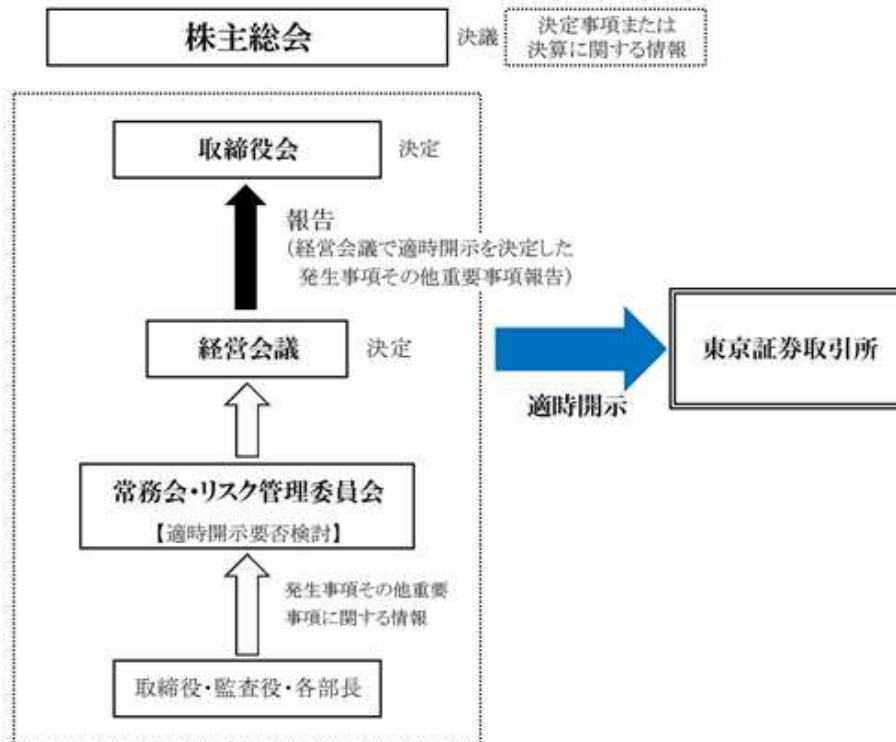 株主総会
決議
決定事項または
決算に関する情報
取締役会
決定
報告
(経営会議で適時開示を決定した
発生事項その他重要事項報告)
経営会議
決定
東京証券取引所
適時開示
常務会・リスク管理委員会
【適時開示要否検討】
発生事項その他重要
事項に関する情報
取締役・監査役・各部長